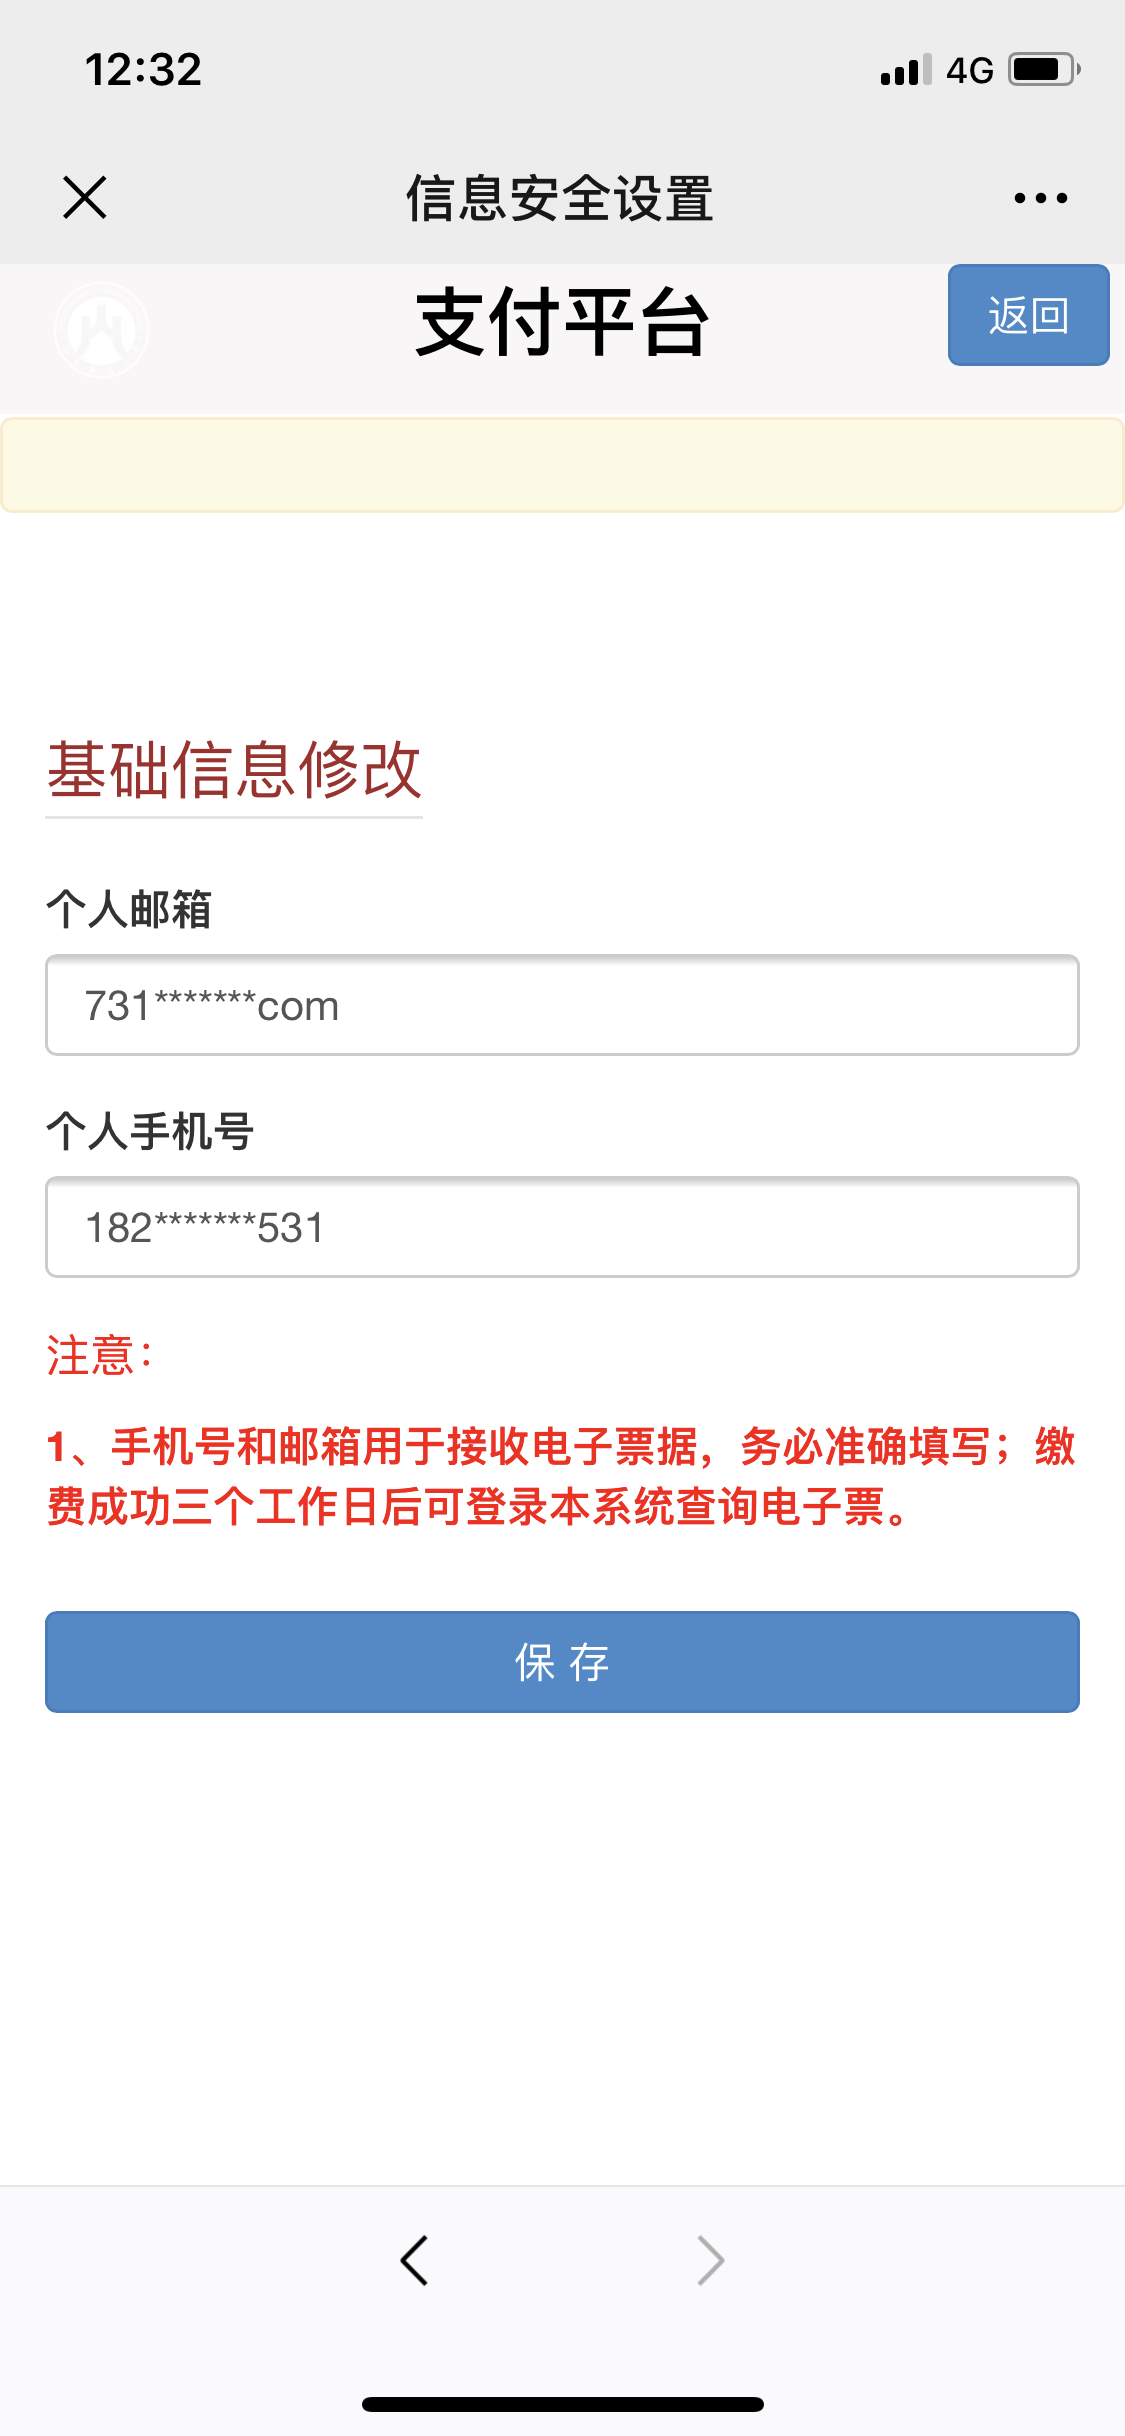 12:32
4G
信息安全设置
支付平台
返回
基础信息修改
个人邮箱
731*******com
个人手机号
182*******531
注意：
1、手机号和邮箱用于接收电子票据，务必准确填写；缴
费成功三个工作日后可登录本系统查询电子票。
保 存